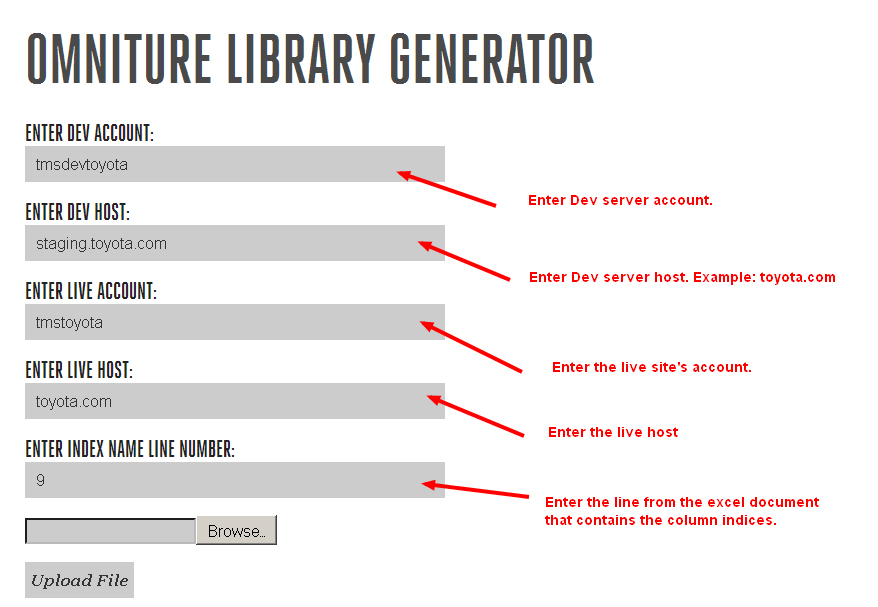 OMNITURE LIBRARY GENERATOR
ENTER DEV ACCOUNT:
tmsdevtoyota
Enter Dev server account.
ENTER DEV HOST:
staging.toyota.com
Enter Dev server host. Example: toyota.com
ENTER LIVE ACCOUNT:
tmstoyota
Enter the live site's account.
ENTER LIVE HOST:
toyota.com
Enter the live host
ENTER INDEX NAME LINE NUMBER:
9
Enter the line from the excel document
that contains the column indices.
Browse...
Upload File